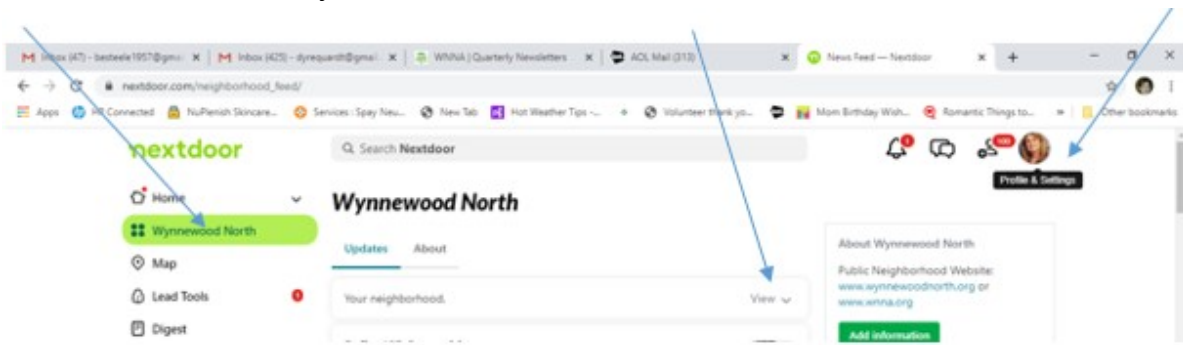 Inbox (47) - besteele1957@gmai
Inbox (425) - dyrequardt@gmai
WNNA | Quarterly Newsletters
AOL Mail (313)
News Feed — Nextdoor
nextdoor.com/neighborhood_feed/
Apps
HR Connected
NuPlenish Skincare...
Services : Spay Neu...
New Tab
Hot Weather Tips -...
Volunteer thank yo...
Mom Birthday Wish...
Romantic Things to...
Other bookmarks
nextdoor
Search Nextdoor
Profile & Settings
Home
Wynnewood North
Map
Lead Tools
Digest
Wynnewood North
Updates About
Your neighborhood. View
About Wynnewood North
Public Neighborhood Website:
www.wynnewoodnorth.org or
www.wnna.org
Add information